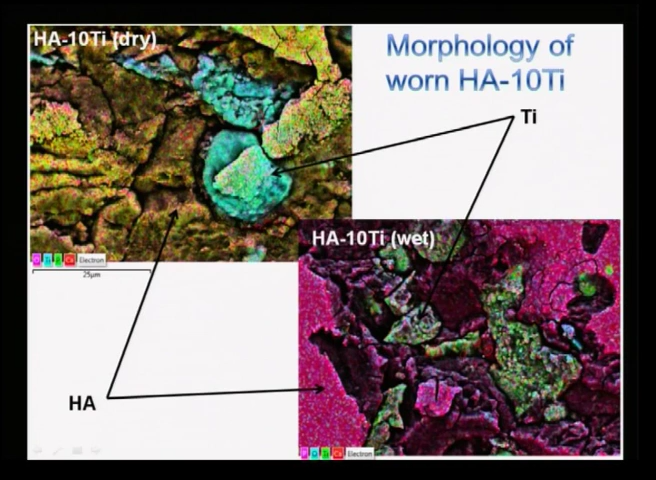 HA-10Ti (dry)
Morphology of
worn HA-10Ti
Ti
HA-10Ti (wet)
Electron
25μm
HA
Electron